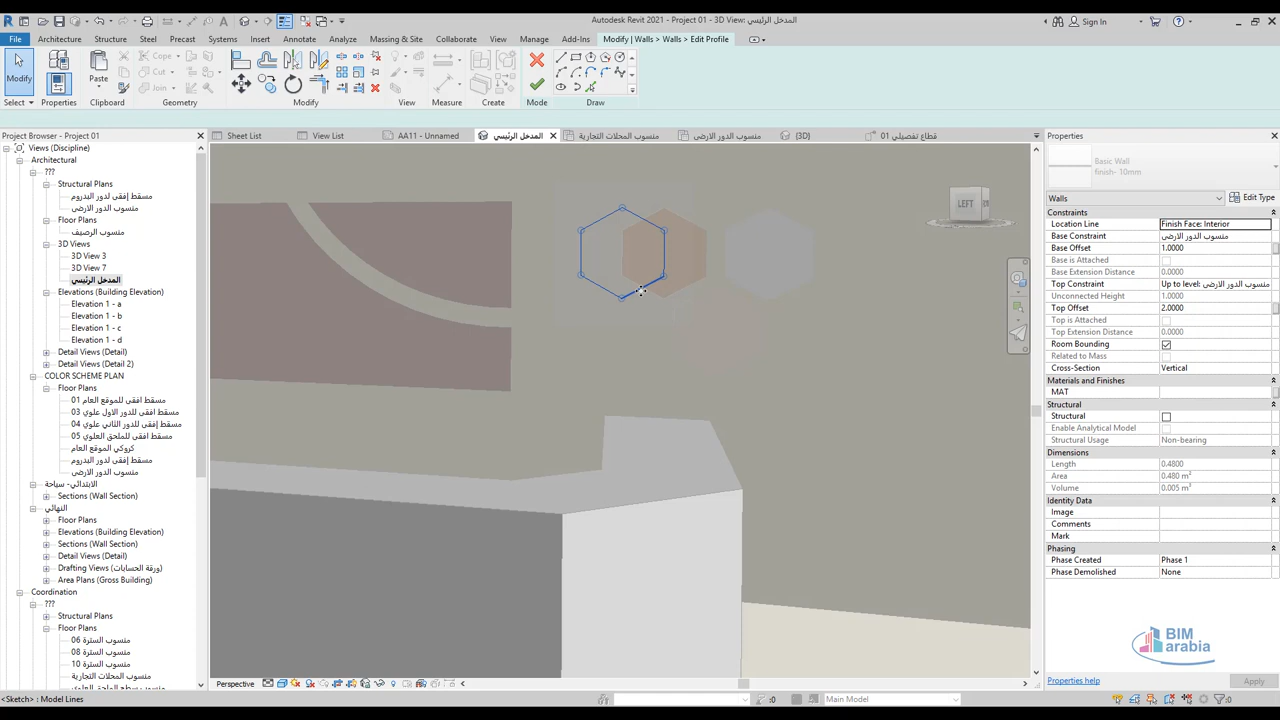 Autodesk Revit 2021 - Project 01 - 3D View: المدخل الرئيسي
Sign In
File Architecture Structure Steel Precast Systems Insert Annotate Analyze Massing & Site Collaborate View Manage Add-Ins Modify | Walls > Walls > Edit Profile
Modify
Properties
Paste
Cope
Cut
Join
Select Properties Clipboard Geometry Modify View Measure Create Mode Draw
Project Browser - Project 01
Sheet List View List AA11 - Unnamed المدخل الرئيسي منسوب المحلات التجارية منسوب الدور الارضى {3D} قطاع تفصيلي 01
Views (Discipline)
Architectural
???
Structural Plans
مسقط إفقى لدور البدروم
منسوب الدور الارضى
Floor Plans
منسوب الرصيف
3D Views
3D View 3
3D View 7
المدخل الرئيسي
Elevations (Building Elevation)
Elevation 1 - a
Elevation 1 - b
Elevation 1 - c
Elevation 1 - d
Detail Views (Detail)
Detail Views (Detail 2)
COLOR SCHEME PLAN
Floor Plans
مسقط افقى للموقع العام 01
مسقط افقى للدور الاول علوي 03
مسقط افقى للدور الثاني علوي 04
مسقط افقى للملحق العلوي 05
كروكي الموقع العام
مسقط إفقى لدور البدروم
منسوب الدور الارضى
الابتدائي- سياحة
Sections (Wall Section)
النهائي
Floor Plans
Elevations (Building Elevation)
Sections (Wall Section)
Detail Views (Detail)
Drafting Views (ورقة الحسابات)
Area Plans (Gross Building)
Coordination
???
Structural Plans
Floor Plans
منسوب السترة 06
منسوب السترة 08
منسوب السترة 10
منسوب المحلات التجارية
LEFT
Properties
Basic Wall
finish- 10mm
Walls Edit Type
Constraints
Location Line Finish Face: Interior
Base Constraint منسوب الدور الارضى
Base Offset 1.0000
Base is Attached
Base Extension Distance 0.0000
Top Constraint Up to level: منسوب الدور الارضى
Unconnected Height 1.0000
Top Offset 2.0000
Top is Attached
Top Extension Distance 0.0000
Room Bounding
Related to Mass
Cross-Section Vertical
Materials and Finishes
MAT
Structural
Structural
Enable Analytical Model
Structural Usage Non-bearing
Dimensions
Length 0.4800
Area 0.480 m²
Volume 0.005 m³
Identity Data
Image
Comments
Mark
Phasing
Phase Created Phase 1
Phase Demolished None
BIM
arabia
Properties help Apply
Perspective
<Sketch> : Model Lines :0 Main Model :0